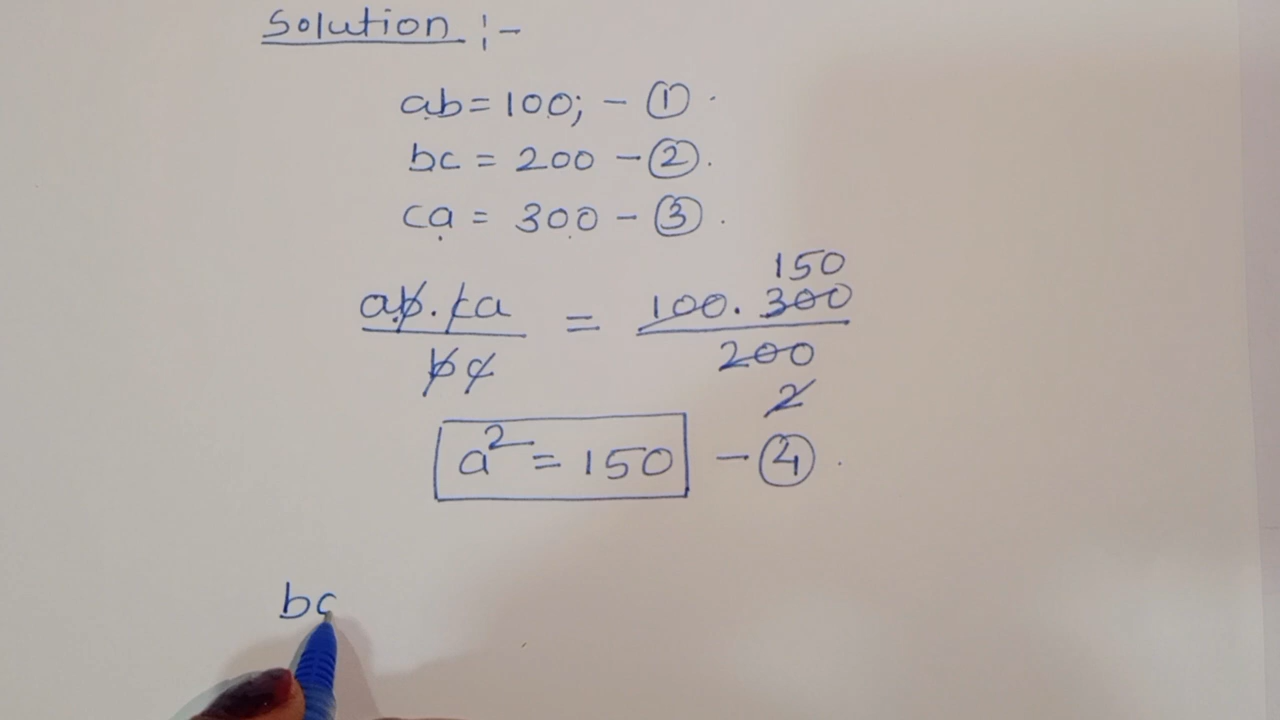 Solution :-
ab = 100; - ①.
bc = 200 - ②.
ca = 300 - ③.
150
ab . ca = 100 . 300
bc 200
2
a² = 150 - ④.
bc